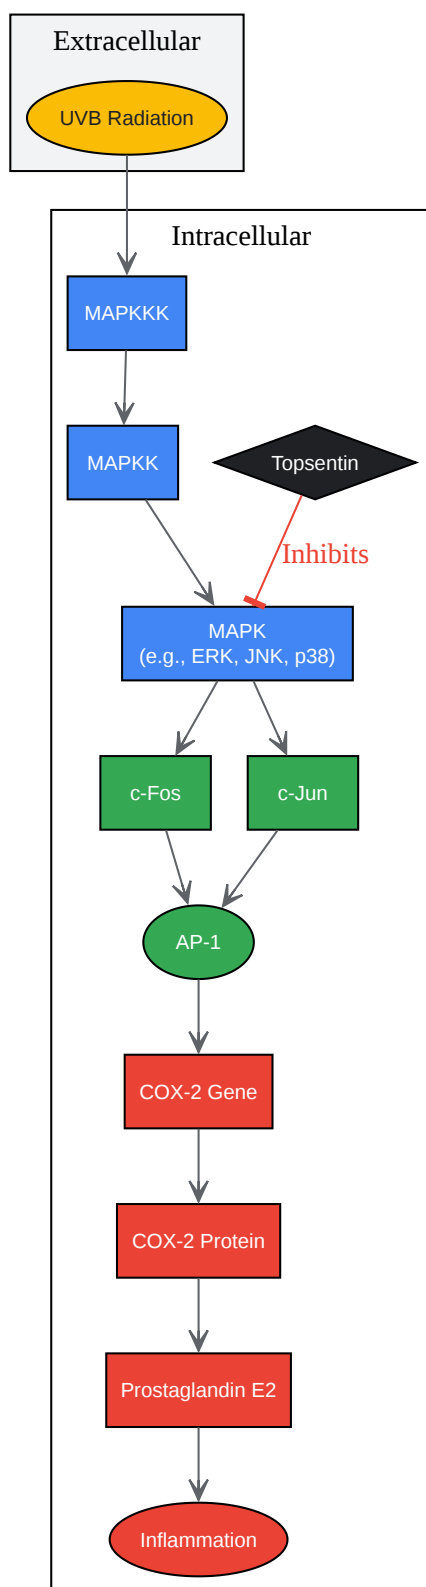 Extracellular
UVB Radiation
Intracellular
MAPKKK
MAPKK
Topsentin
Inhibits
MAPK
(e.g., ERK, JNK, p38)
c-Fos
c-Jun
AP-1
COX-2 Gene
COX-2 Protein
Prostaglandin E2
Inflammation